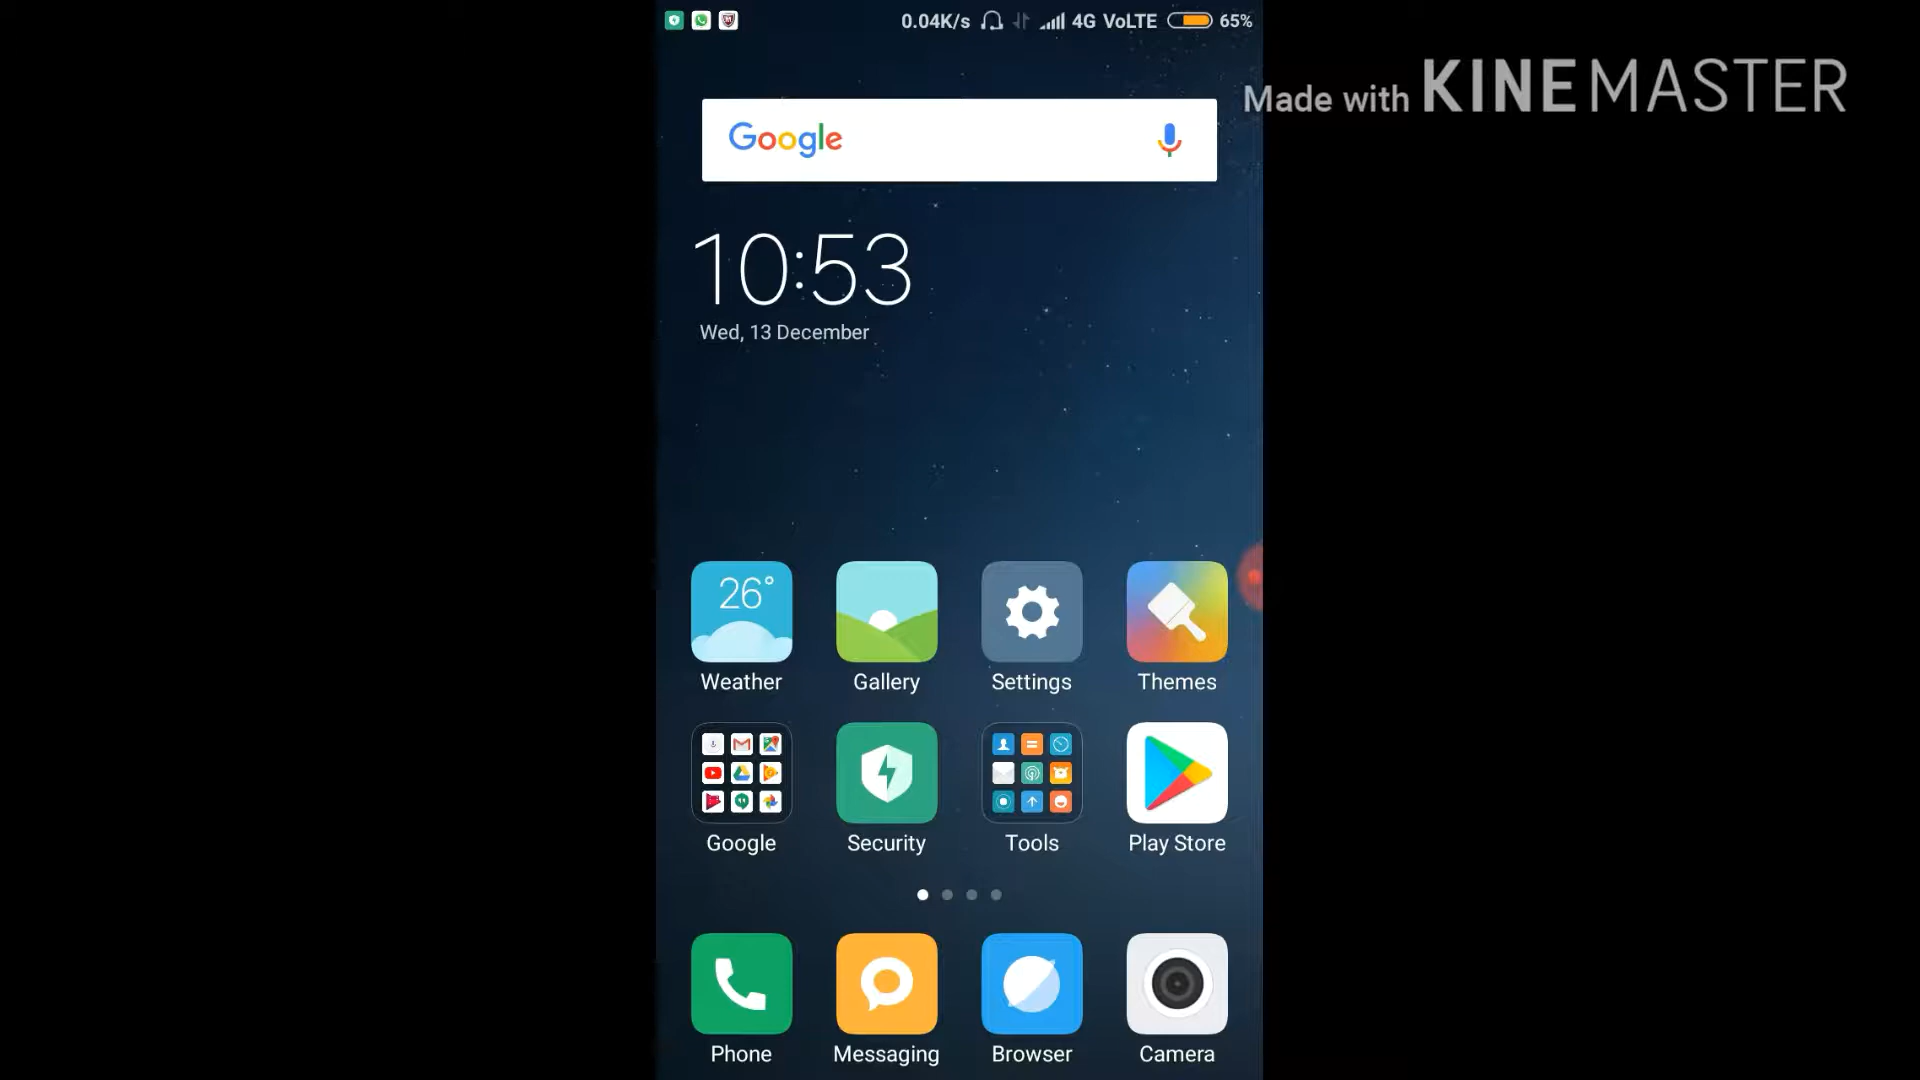 0.04K/s 4G VoLTE 65%
Made with KINEMASTER
Google
10:53
Wed, 13 December
26°
Weather Gallery Settings Themes
Google Security Tools Play Store
Phone Messaging Browser Camera